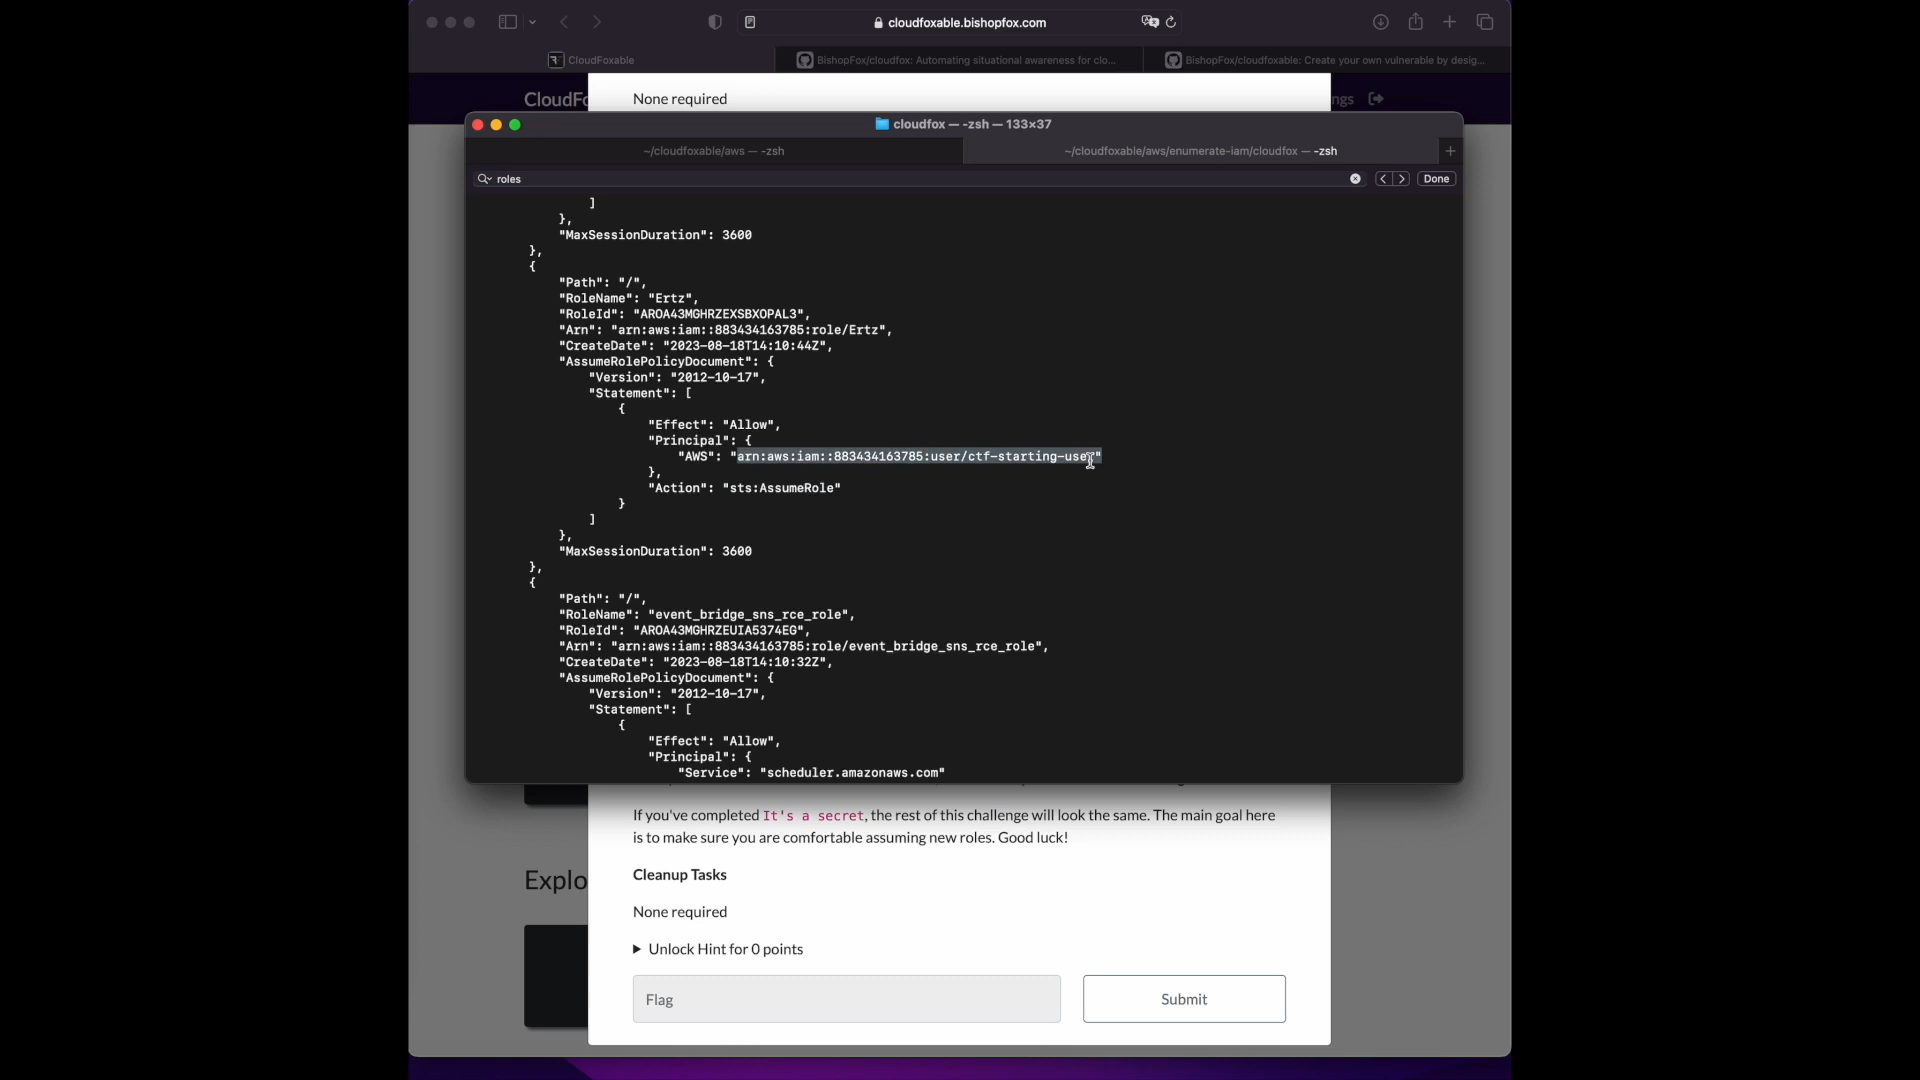 cloudfoxable.bishopfox.com
CloudFoxable
BishopFox/cloudfox: Automating situational awareness for clo...
BishopFox/cloudfoxable: Create your own vulnerable by desig...
CloudFo
None required
ngs
cloudfox — -zsh — 133×37
~/cloudfoxable/aws — -zsh
~/cloudfoxable/aws/enumerate-iam/cloudfox — -zsh
roles
Done
]
},
"MaxSessionDuration": 3600
},
{
"Path": "/",
"RoleName": "Ertz",
"RoleId": "AROA43MGHRZEXSBXOPAL3",
"Arn": "arn:aws:iam::883434163785:role/Ertz",
"CreateDate": "2023-08-18T14:10:44Z",
"AssumeRolePolicyDocument": {
"Version": "2012-10-17",
"Statement": [
{
"Effect": "Allow",
"Principal": {
"AWS": "arn:aws:iam::883434163785:user/ctf-starting-user"
},
"Action": "sts:AssumeRole"
}
]
},
"MaxSessionDuration": 3600
},
{
"Path": "/",
"RoleName": "event_bridge_sns_rce_role",
"RoleId": "AROA43MGHRZEUIA5374EG",
"Arn": "arn:aws:iam::883434163785:role/event_bridge_sns_rce_role",
"CreateDate": "2023-08-18T14:10:32Z",
"AssumeRolePolicyDocument": {
"Version": "2012-10-17",
"Statement": [
{
"Effect": "Allow",
"Principal": {
"Service": "scheduler.amazonaws.com"
If you've completed It's a secret, the rest of this challenge will look the same. The main goal here
is to make sure you are comfortable assuming new roles. Good luck!
Cleanup Tasks
Explo
None required
Unlock Hint for 0 points
Flag
Submit